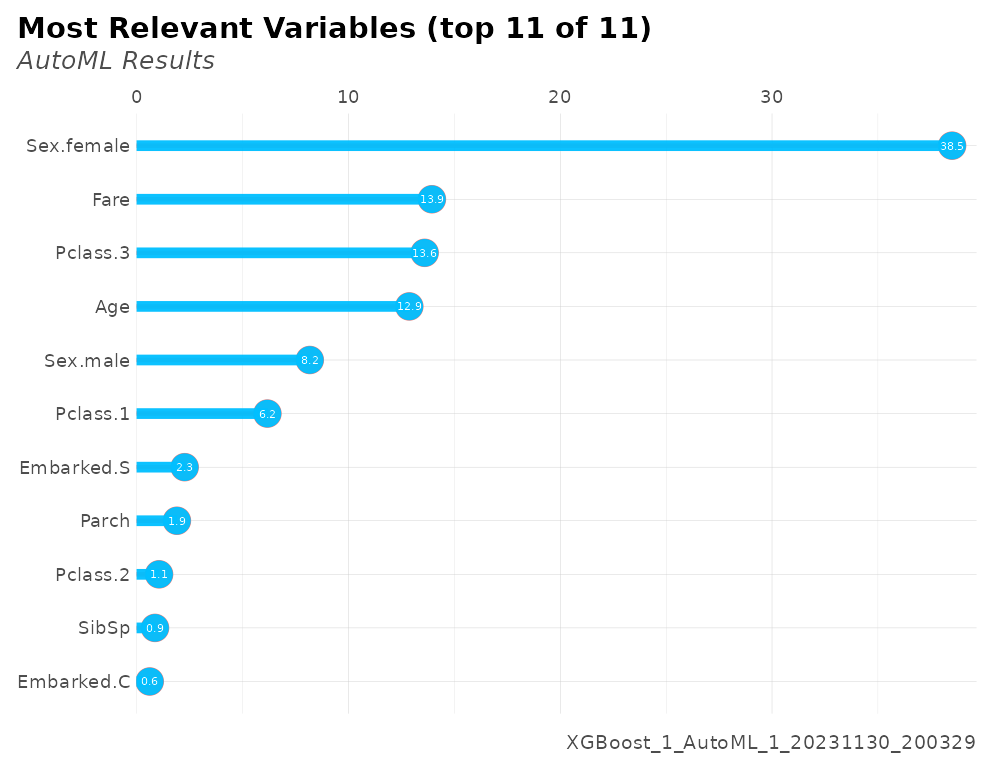 Most Relevant Variables (top 11 of 11)
AutoML Results
0 10 20 30
Sex.female 38.5
Fare 13.9
Pclass.3 13.6
Age 12.9
Sex.male 8.2
Pclass.1 6.2
Embarked.S 2.3
Parch 1.9
Pclass.2 1.1
SibSp 0.9
Embarked.C 0.6
XGBoost_1_AutoML_1_20231130_200329